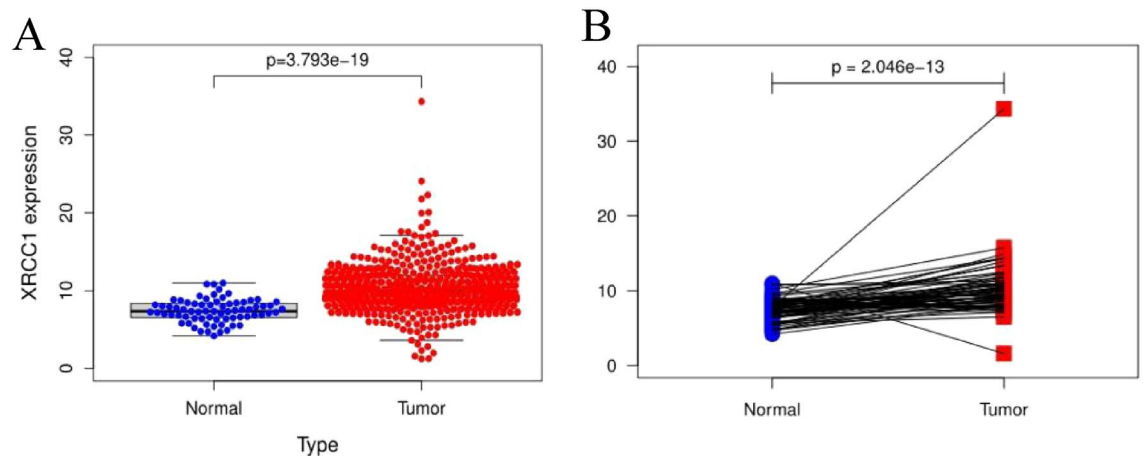 A
p=3.793e−19
XRCC1 expression
40
30
20
10
0
Normal
Tumor
Type
B
p = 2.046e−13
40
30
20
10
0
Normal
Tumor